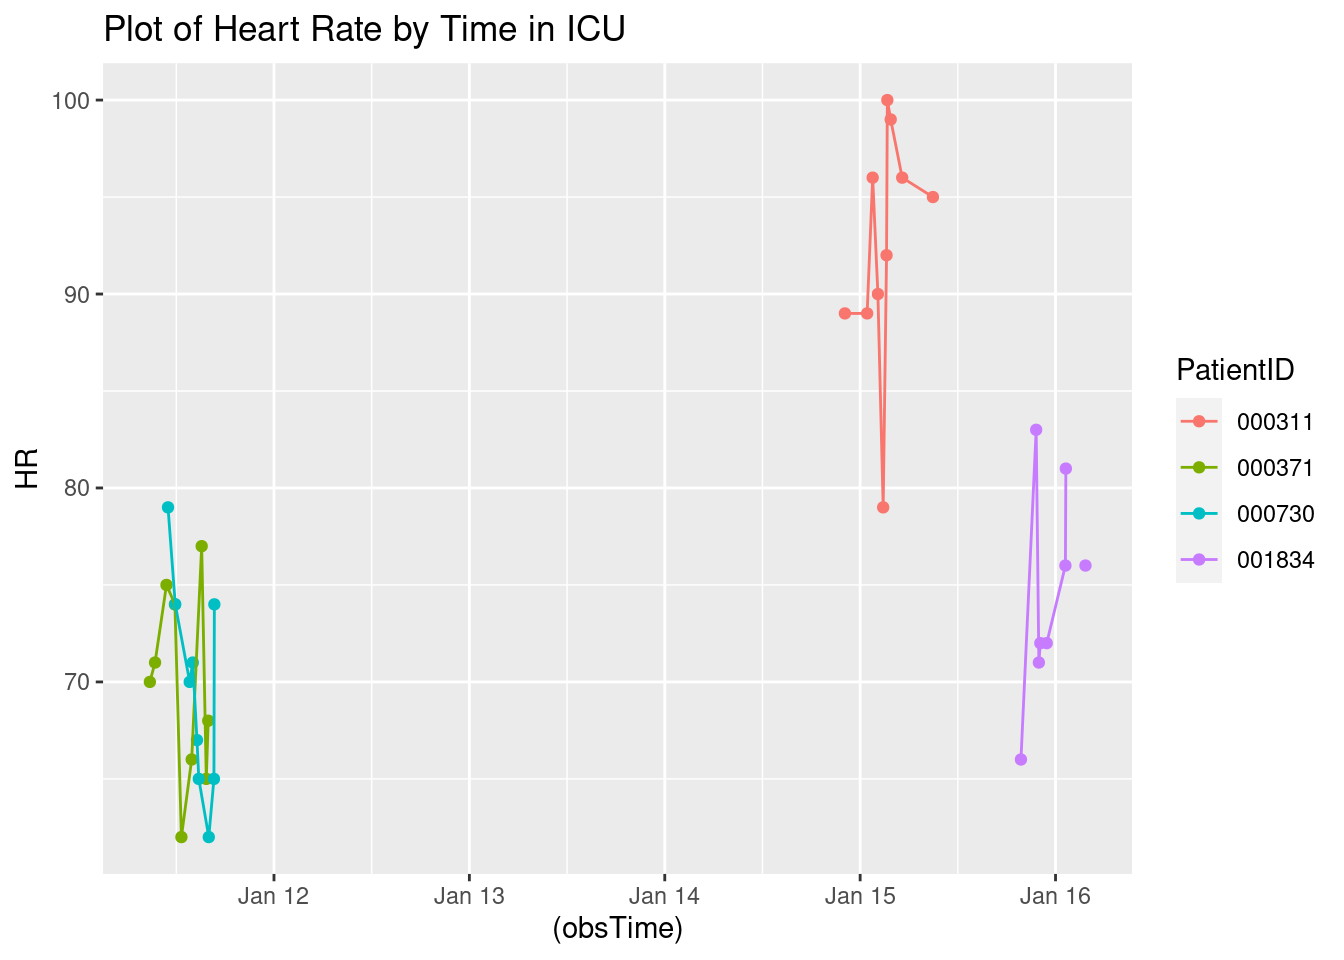 Plot of Heart Rate by Time in ICU
100
90
80
70
HR
Jan 12 Jan 13 Jan 14 Jan 15 Jan 16
(obsTime)
PatientID
000311
000371
000730
001834